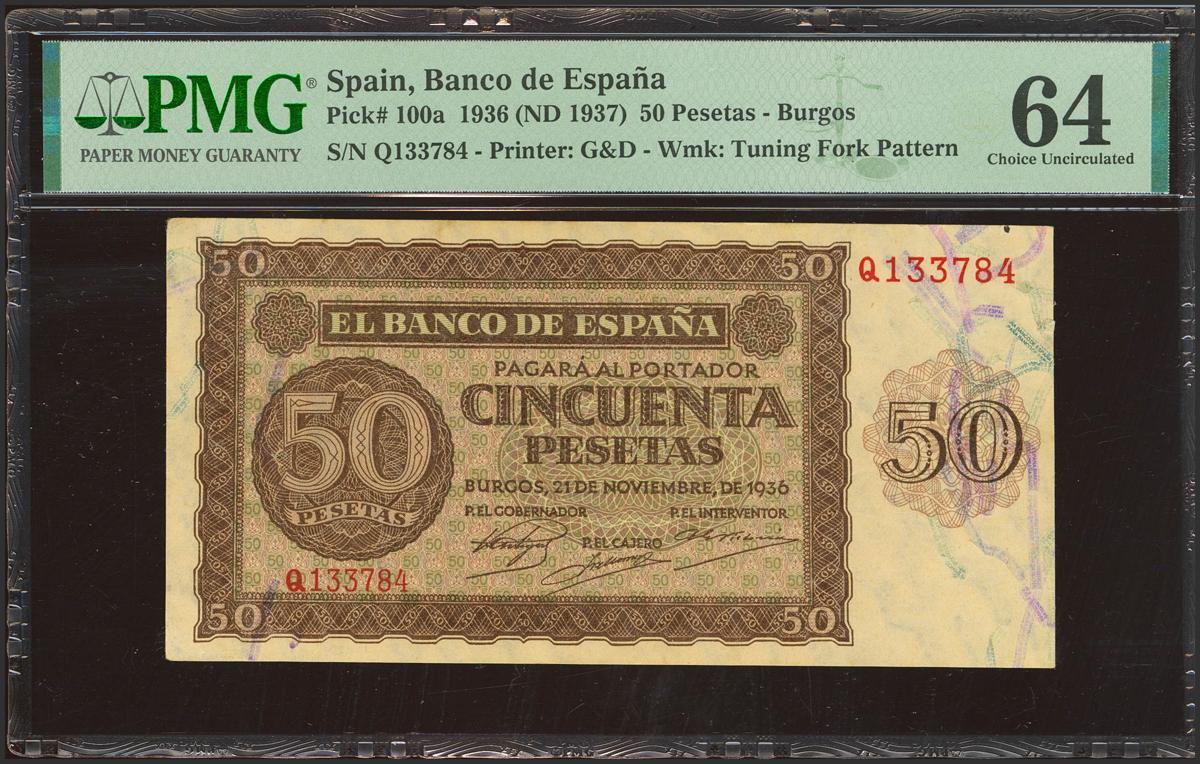 PMG®
PAPER MONEY GUARANTY
Spain, Banco de España
Pick# 100a 1936 (ND 1937) 50 Pesetas - Burgos
S/N Q133784 - Printer: G&D - Wmk: Tuning Fork Pattern
64
Choice Uncirculated
50 50
Q133784
EL BANCO DE ESPAÑA
PAGARÁ AL PORTADOR
CINCUENTA
PESETAS
50
PESETAS
50
BURGOS, 21 DE NOVIEMBRE, DE 1936
P. EL GOBERNADOR P. EL INTERVENTOR
P. EL CAJERO
Q133784
50 50